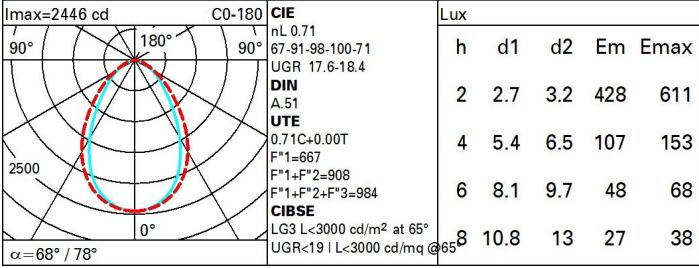 Imax=2446 cd C0-180
90° 180° 90°
2500
0°
α=68° / 78°
CIE
nL 0.71
67-91-98-100-71
UGR 17.6-18.4
DIN
A.51
UTE
0.71C+0.00T
F"1=667
F"1+F"2=908
F"1+F"2+F"3=984
CIBSE
LG3 L<3000 cd/m² at 65°
UGR<19 | L<3000 cd/mq @65°
Lux
h d1 d2 Em Emax
2 2.7 3.2 428 611
4 5.4 6.5 107 153
6 8.1 9.7 48 68
8 10.8 13 27 38